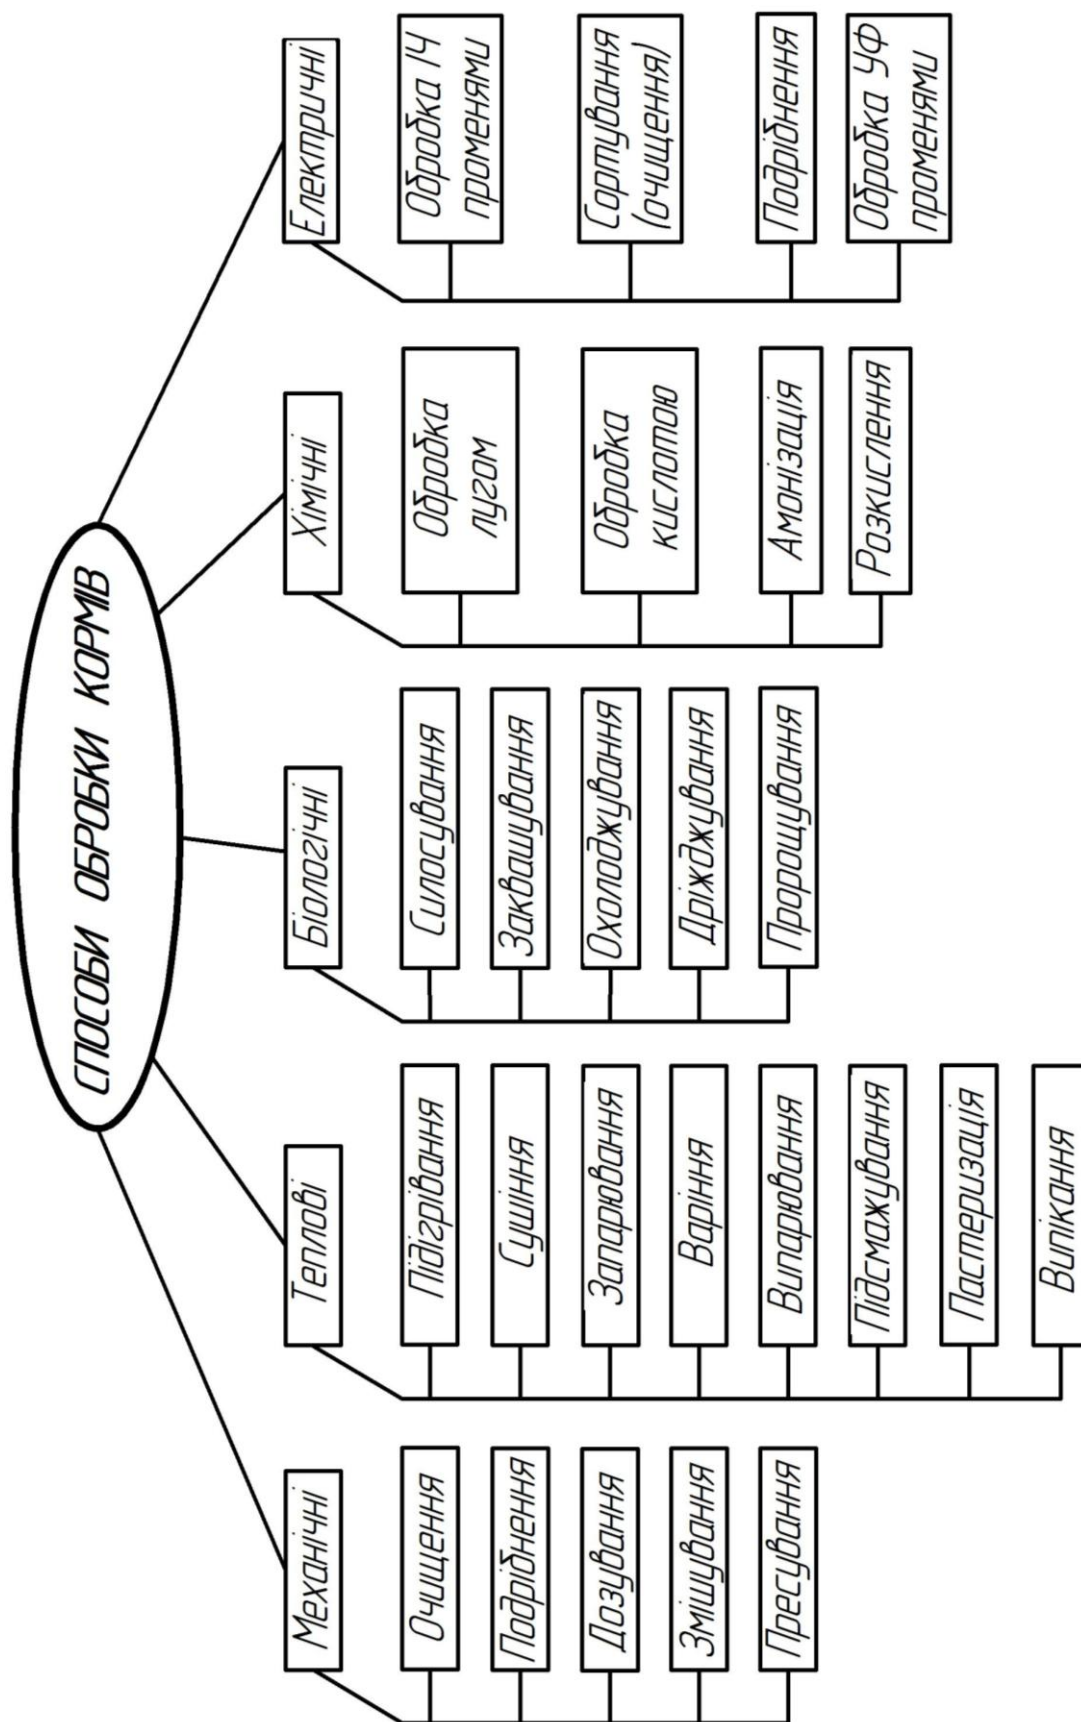 СПОСОБИ ОБРОБКИ КОРМІВ
Механічні
Очищення
Подрібнення
Дозування
Змішування
Пресування
Теплові
Підігрівання
Сушіння
Запарювання
Варіння
Випарювання
Підсмажування
Пастеризація
Випікання
Біологічні
Силосування
Заквашування
Охолоджування
Дріжджування
Пророщування
Хімічні
Обробка
лугом
Обробка
кислотою
Амонізація
Розкислення
Електричні
Обробка ІЧ
променями
Сортування
(очищення)
Подрібнення
Обробка УФ
променями